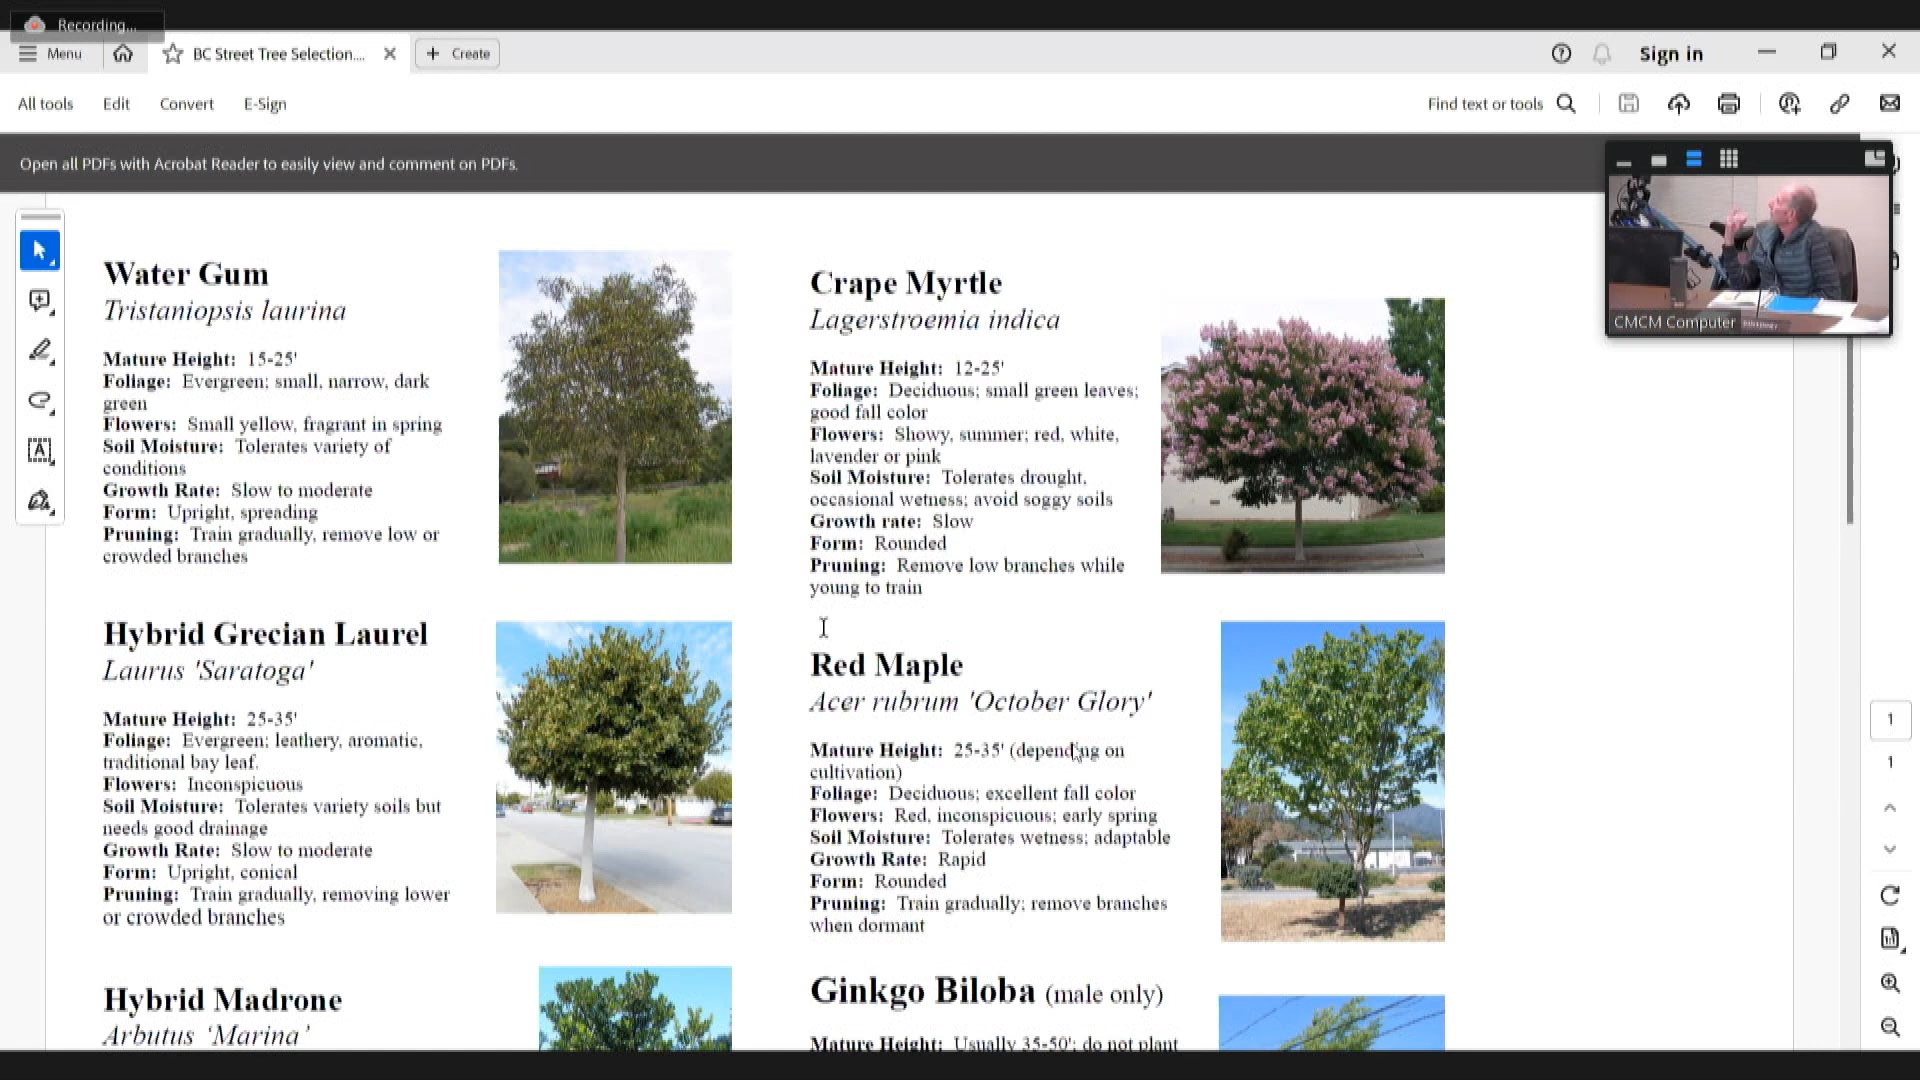 Recording...
Menu
BC Street Tree Selection....
Create
Sign in
All tools
Edit
Convert
E-Sign
Find text or tools
Open all PDFs with Acrobat Reader to easily view and comment on PDFs.
CMCM Computer
Water Gum
Tristaniopsis laurina
Mature Height: 15-25'
Foliage: Evergreen; small, narrow, dark
green
Flowers: Small yellow, fragrant in spring
Soil Moisture: Tolerates variety of
conditions
Growth Rate: Slow to moderate
Form: Upright, spreading
Pruning: Train gradually, remove low or
crowded branches
Hybrid Grecian Laurel
Laurus 'Saratoga'
Mature Height: 25-35'
Foliage: Evergreen; leathery, aromatic,
traditional bay leaf.
Flowers: Inconspicuous
Soil Moisture: Tolerates variety soils but
needs good drainage
Growth Rate: Slow to moderate
Form: Upright, conical
Pruning: Train gradually, removing lower
or crowded branches
Hybrid Madrone
Arbutus ‘Marina’
Crape Myrtle
Lagerstroemia indica
Mature Height: 12-25'
Foliage: Deciduous; small green leaves;
good fall color
Flowers: Showy, summer; red, white,
lavender or pink
Soil Moisture: Tolerates drought,
occasional wetness; avoid soggy soils
Growth rate: Slow
Form: Rounded
Pruning: Remove low branches while
young to train
Red Maple
Acer rubrum 'October Glory'
Mature Height: 25-35' (depending on
cultivation)
Foliage: Deciduous; excellent fall color
Flowers: Red, inconspicuous; early spring
Soil Moisture: Tolerates wetness; adaptable
Growth Rate: Rapid
Form: Rounded
Pruning: Train gradually; remove branches
when dormant
Ginkgo Biloba (male only)
Mature Height: Usually 35-50'; do not plant
1
1